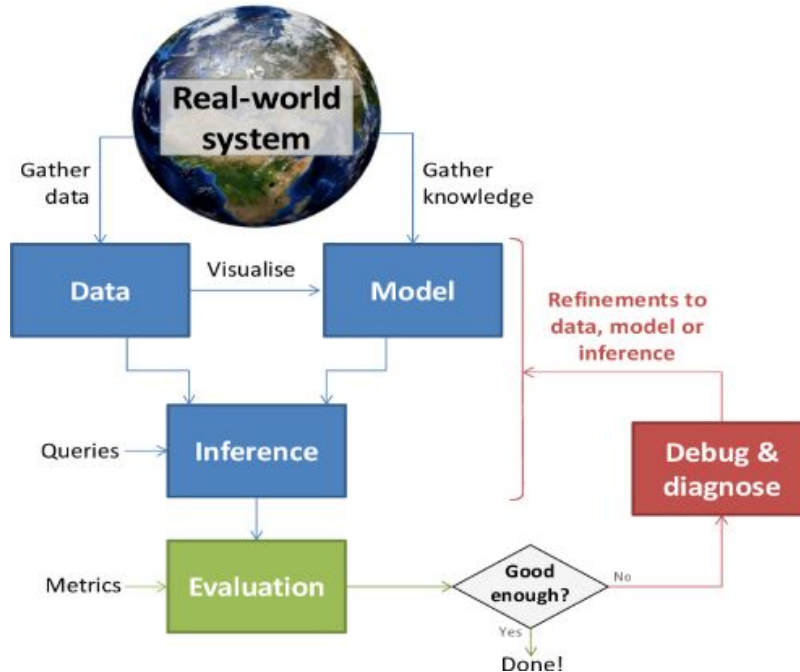 Real-world
system
Gather
data
Gather
knowledge
Data
Visualise
Model
Refinements to
data, model or
inference
Queries
Inference
Debug &
diagnose
Metrics
Evaluation
Good
enough?
No
Yes
Done!